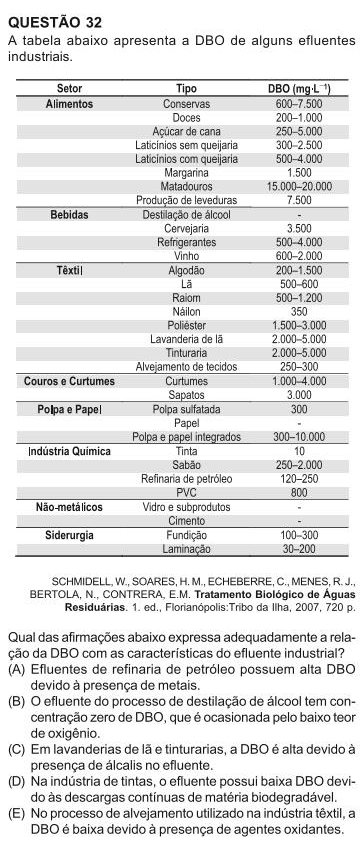 QUESTÃO 32
A tabela abaixo apresenta a DBO de alguns efluentes
industriais.
Setor Tipo DBO (mg·L⁻¹)
Alimentos Conservas 600–7.500
Doces 200–1.000
Açúcar de cana 250–5.000
Laticínios sem queijaria 300–2.500
Laticínios com queijaria 500–4.000
Margarina 1.500
Matadouros 15.000–20.000
Produção de leveduras 7.500
Bebidas Destilação de álcool -
Cervejaria 3.500
Refrigerantes 500–4.000
Vinho 600–2.000
Têxtil Algodão 200–1.500
Lã 500–600
Raiom 500–1.200
Náilon 350
Poliéster 1.500–3.000
Lavanderia de lã 2.000–5.000
Tinturaria 2.000–5.000
Alvejamento de tecidos 250–300
Couros e Curtumes Curtumes 1.000–4.000
Sapatos 3.000
Polpa e Papel Polpa sulfatada 300
Papel -
Polpa e papel integrados 300–10.000
Indústria Química Tinta 10
Sabão 250–2.000
Refinaria de petróleo 120–250
PVC 800
Não-metálicos Vidro e subprodutos -
Cimento -
Siderurgia Fundição 100–300
Laminação 30–200
SCHMIDELL, W., SOARES, H. M., ECHEBERRE, C., MENES, R. J.,
BERTOLA, N., CONTRERA, E.M. Tratamento Biológico de Águas
Residuárias. 1. ed., Florianópolis:Tribo da Ilha, 2007, 720 p.
Qual das afirmações abaixo expressa adequadamente a rela-
ção da DBO com as características do efluente industrial?
(A) Efluentes de refinaria de petróleo possuem alta DBO
devido à presença de metais.
(B) O efluente do processo de destilação de álcool tem con-
centração zero de DBO, que é ocasionada pelo baixo teor
de oxigênio.
(C) Em lavanderias de lã e tinturarias, a DBO é alta devido à
presença de álcalis no efluente.
(D) Na indústria de tintas, o efluente possui baixa DBO devi-
do às descargas contínuas de matéria biodegradável.
(E) No processo de alvejamento utilizado na indústria têxtil, a
DBO é baixa devido à presença de agentes oxidantes.